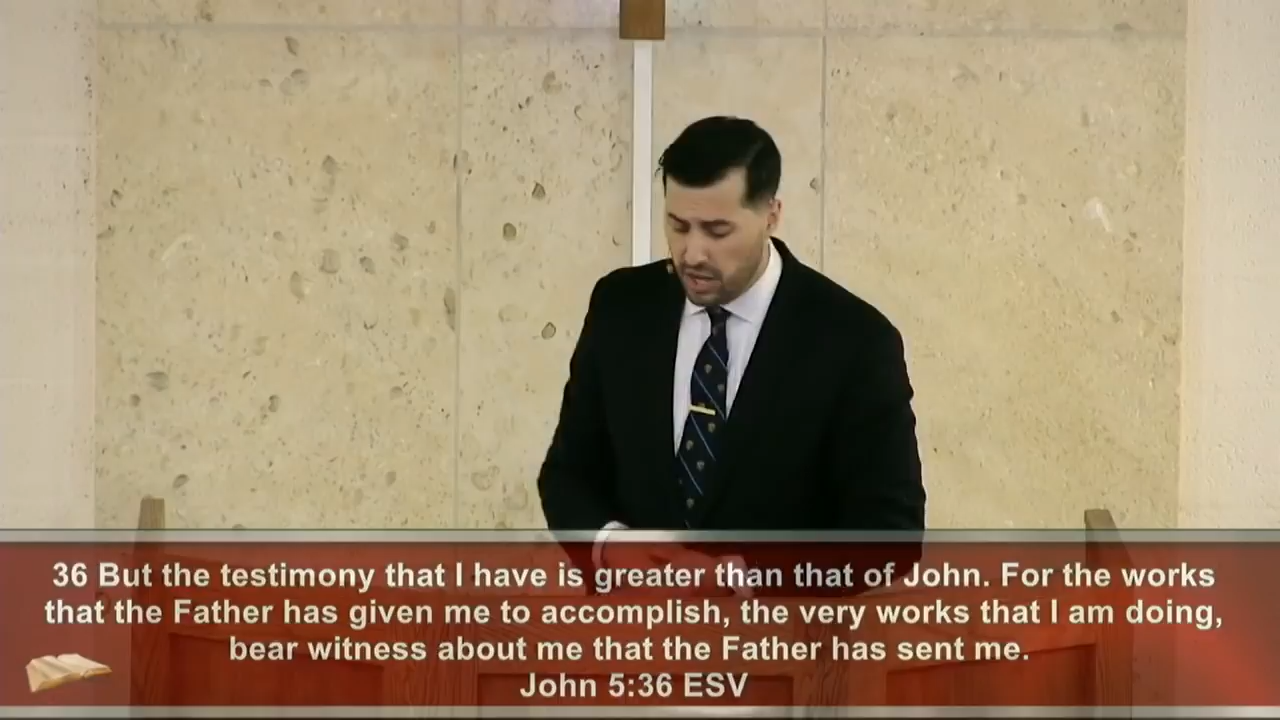 36 But the testimony that I have is greater than that of John. For the works
that the Father has given me to accomplish, the very works that I am doing,
bear witness about me that the Father has sent me.
John 5:36 ESV